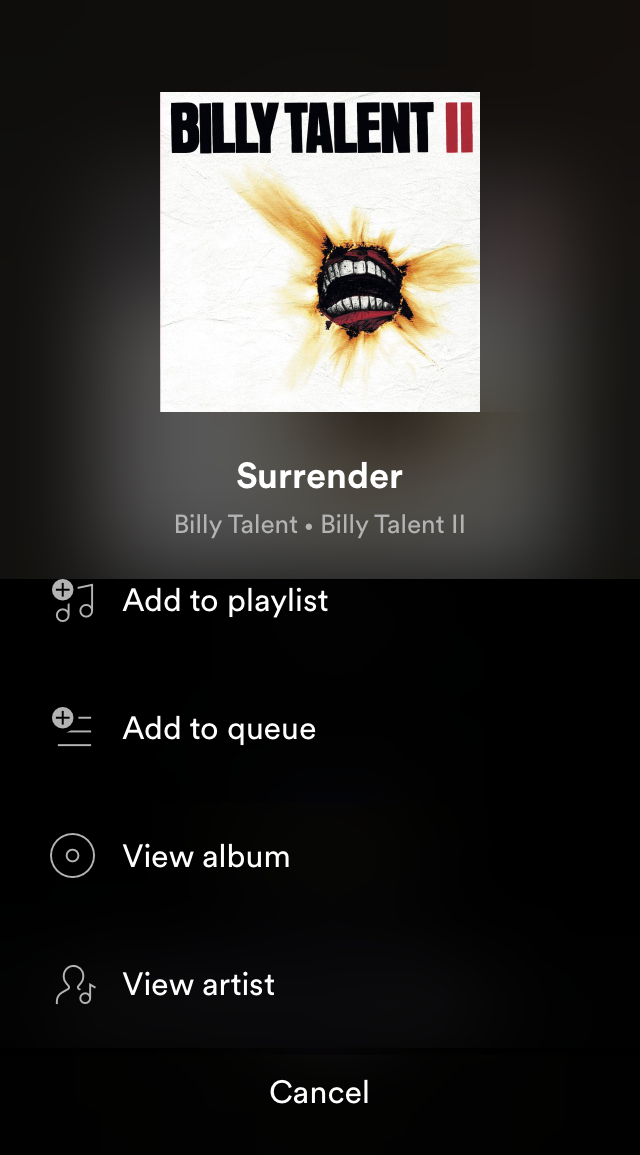 BILLY TALENT II
Surrender
Billy Talent • Billy Talent II
Add to playlist
Add to queue
View album
View artist
Cancel